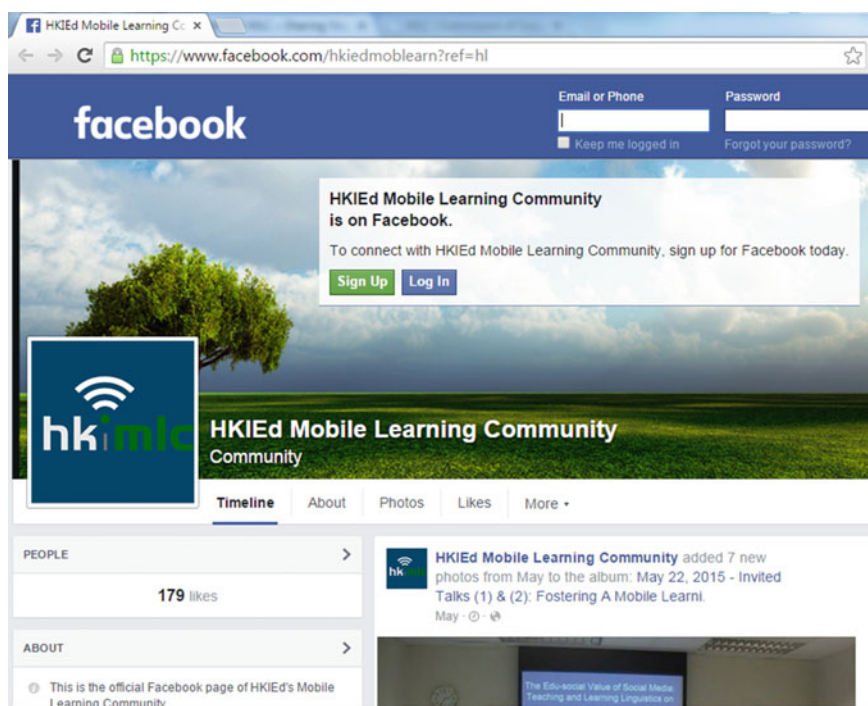 HKIEd Mobile Learning Cc
https://www.facebook.com/hkiedmoblearn?ref=hl
facebook
Email or Phone
Password
Keep me logged in
Forgot your password?
HKIEd Mobile Learning Community
is on Facebook.
To connect with HKIEd Mobile Learning Community, sign up for Facebook today.
Sign Up Log In
hkimlc
HKIEd Mobile Learning Community
Community
Timeline About Photos Likes More
PEOPLE
179 likes
ABOUT
This is the official Facebook page of HKIEd's Mobile
Learning Community
hkimlc
HKIEd Mobile Learning Community added 7 new
photos from May to the album: May 22, 2015 - Invited
Talks (1) & (2): Fostering A Mobile Learni.
May
The Edu-social Value of Social Media:
Teaching and Learning Linguistics on